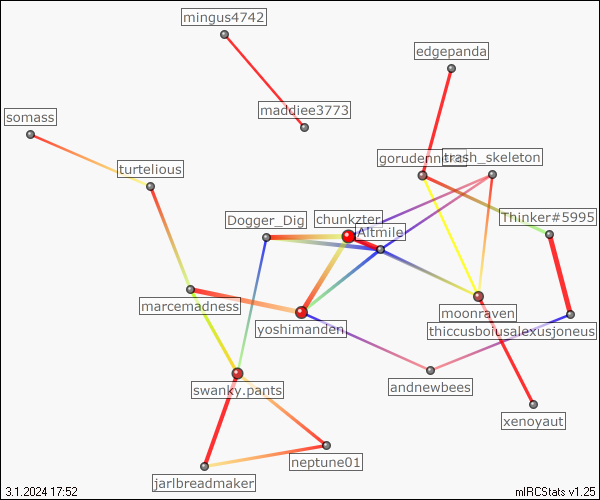 mingus4742
edgepanda
maddiee3773
somass
trash_skeleton
turtelious
Dogger_Dig
chunkzter
Thinker#5995
Altmile
marcemadness
moonraven
yoshimanden
thiccusboiusalexusjoneus
swanky.pants
andnewbees
xenoyaut
neptune01
jarlbreadmaker
3.1.2024 17:52
mIRCStats v1.25